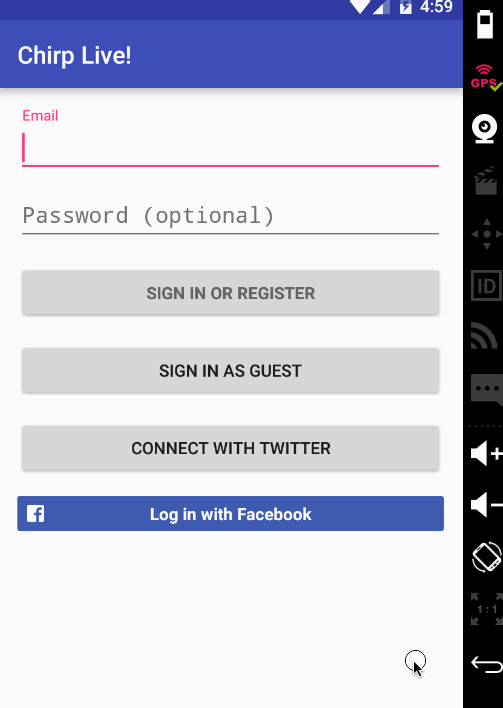 4:59
Chirp Live!
Email
Password (optional)
SIGN IN OR REGISTER
SIGN IN AS GUEST
CONNECT WITH TWITTER
Log in with Facebook
GPS
ID
1:1